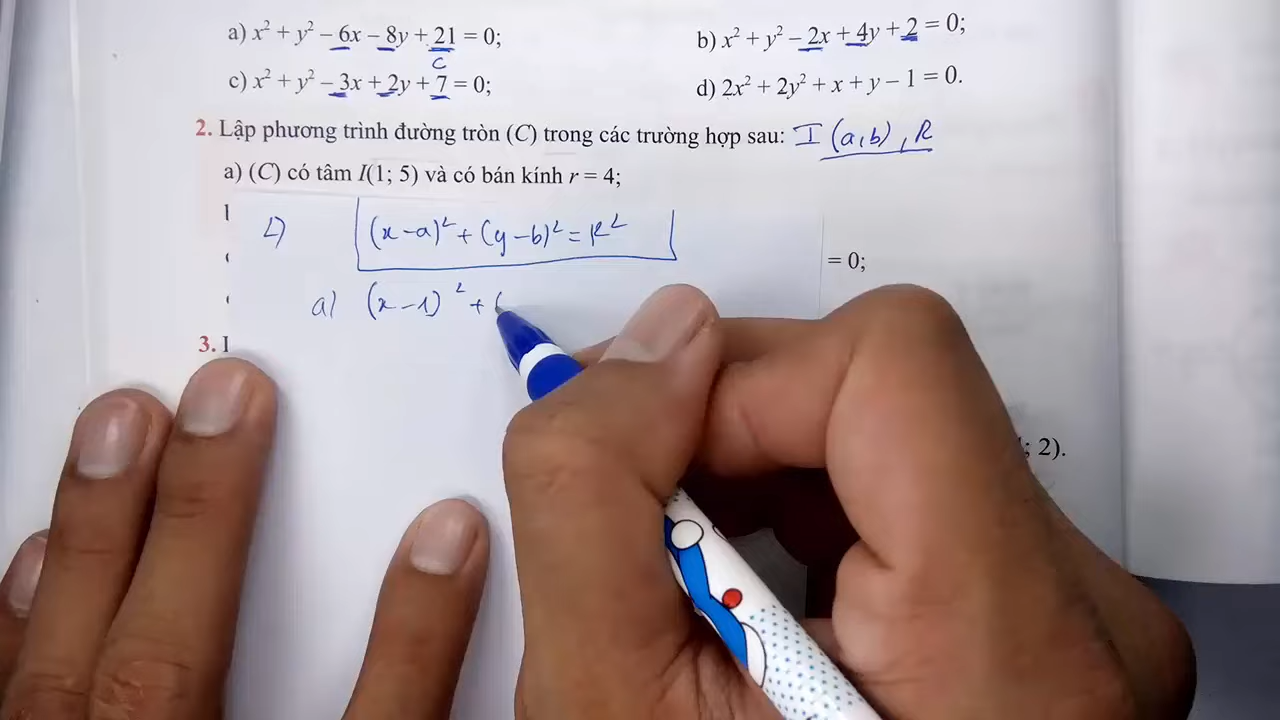 a) x² + y² − 6x − 8y + 21 = 0;
b) x² + y² − 2x + 4y + 2 = 0;
C
c) x² + y² − 3x + 2y + 7 = 0;
d) 2x² + 2y² + x + y − 1 = 0.
2. Lập phương trình đường tròn (C) trong các trường hợp sau: I (a,b), R
a) (C) có tâm I(1; 5) và có bán kính r = 4;
2) (x−a)² + (y−b)² = R²
= 0;
a) (x−1)² + (
3.
; 2).